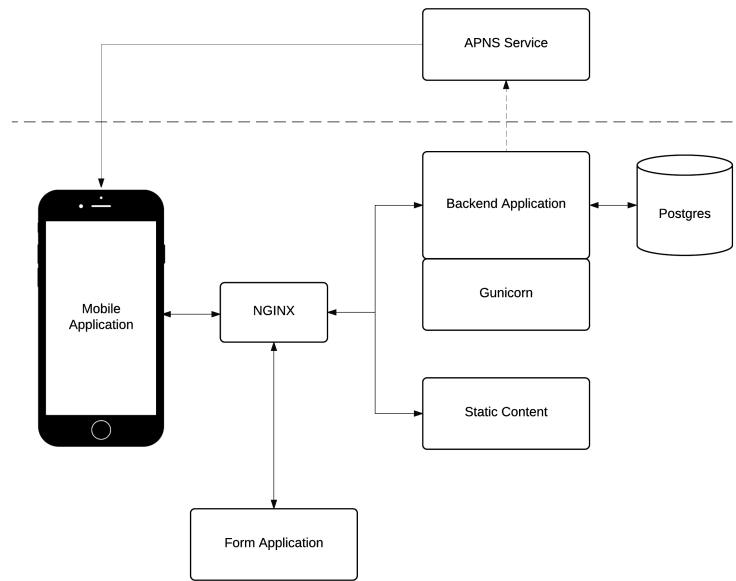 APNS Service
Backend Application
Postgres
Gunicorn
Mobile
Application
NGINX
Static Content
Form Application